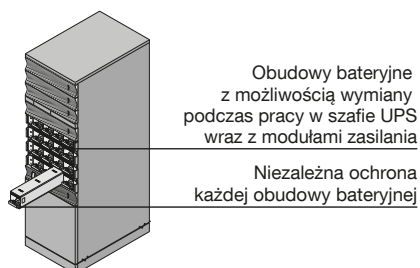 Obudowy bateryjne
z możliwością wymiany
podczas pracy w szafie UPS
wraz z modułami zasilania
Niezależna ochrona
każdej obudowy bateryjnej